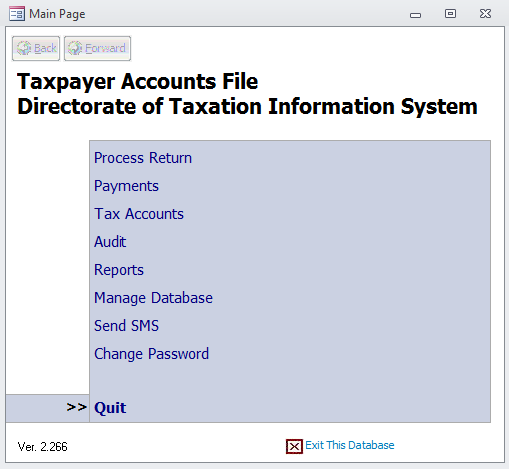 Main Page
Back Forward
Taxpayer Accounts File
Directorate of Taxation Information System
Process Return
Payments
Tax Accounts
Audit
Reports
Manage Database
Send SMS
Change Password
>> Quit
Ver. 2.266 Exit This Database